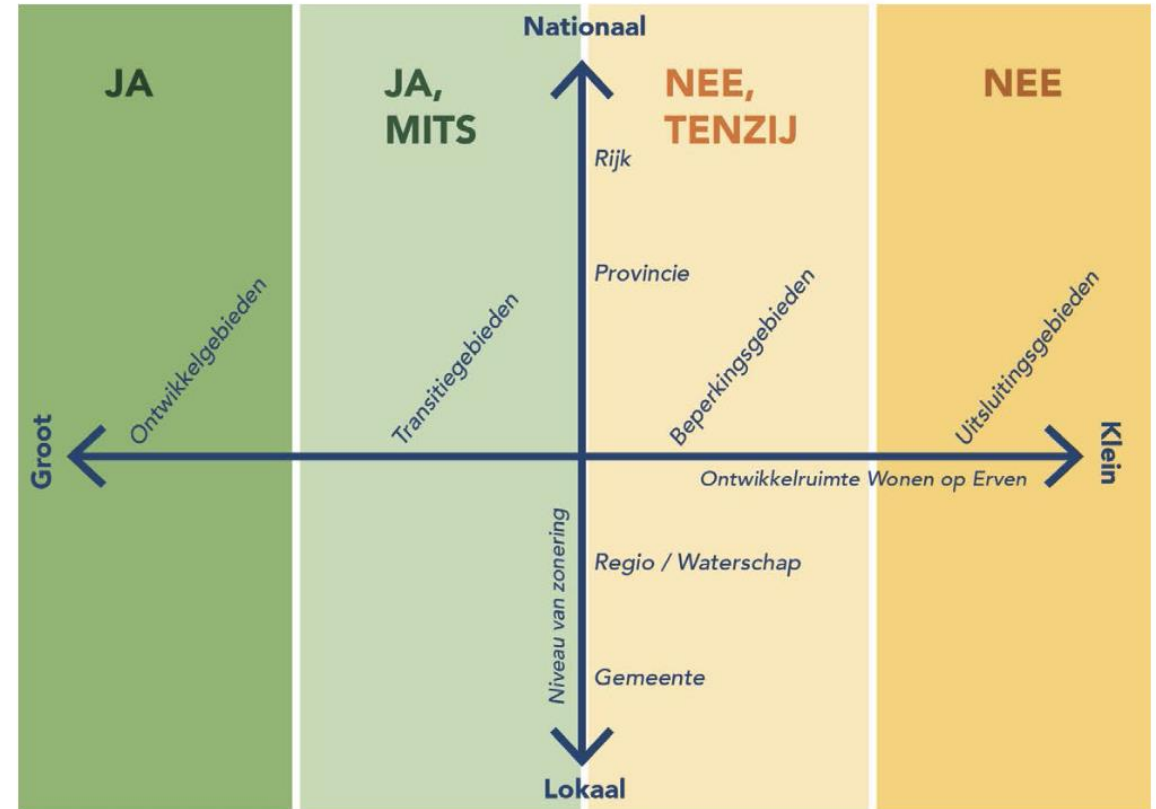 Nationaal
JA
JA,
MITS
NEE,
TENZIJ
NEE
Rijk
Provincie
Ontwikkelgebieden
Transitiegebieden
Beperkingsgebieden
Uitsluitingsgebieden
Groot
Klein
Ontwikkelruimte Wonen op Erven
Niveau van zonering
Regio / Waterschap
Gemeente
Lokaal